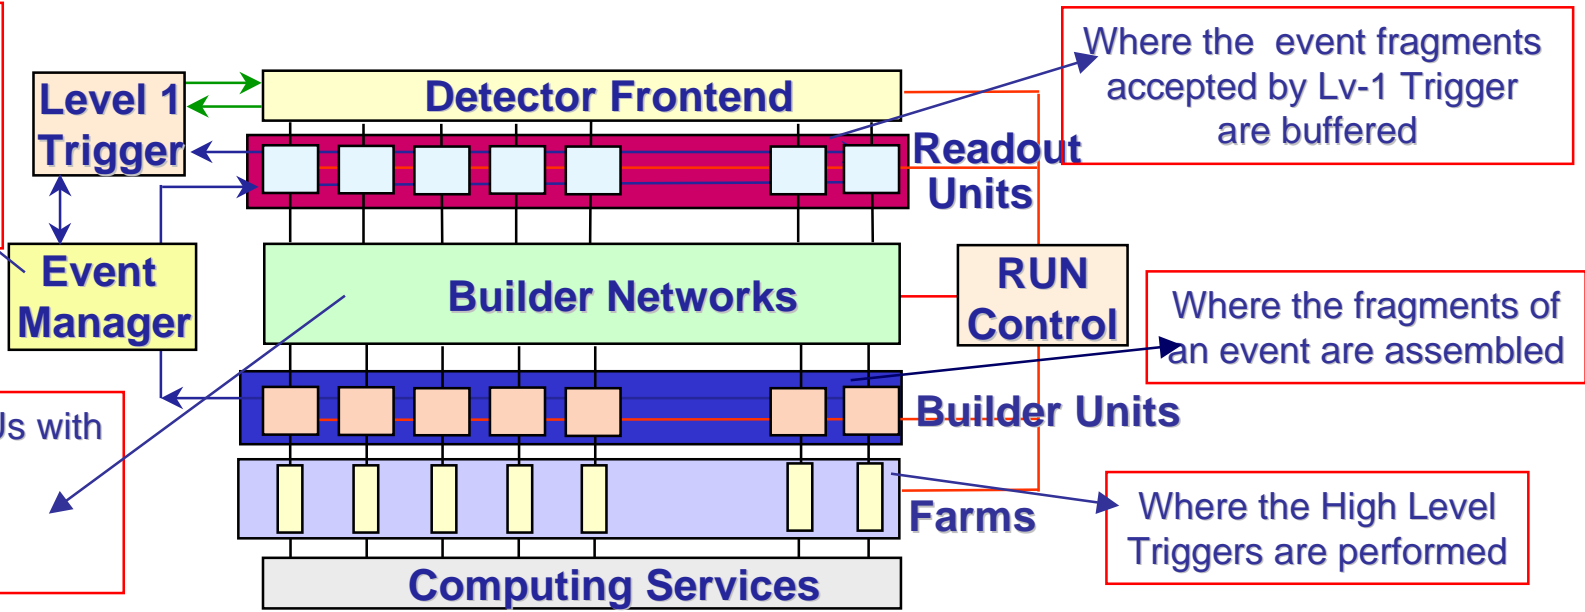 Where the event fragments
accepted by Lv-1 Trigger
are buffered
Level 1
Trigger
Detector Frontend
Readout
Units
Event
Manager
Builder Networks
RUN
Control
Where the fragments of
an event are assembled
with
Builder Units
Farms
Where the High Level
Triggers are performed
Computing Services